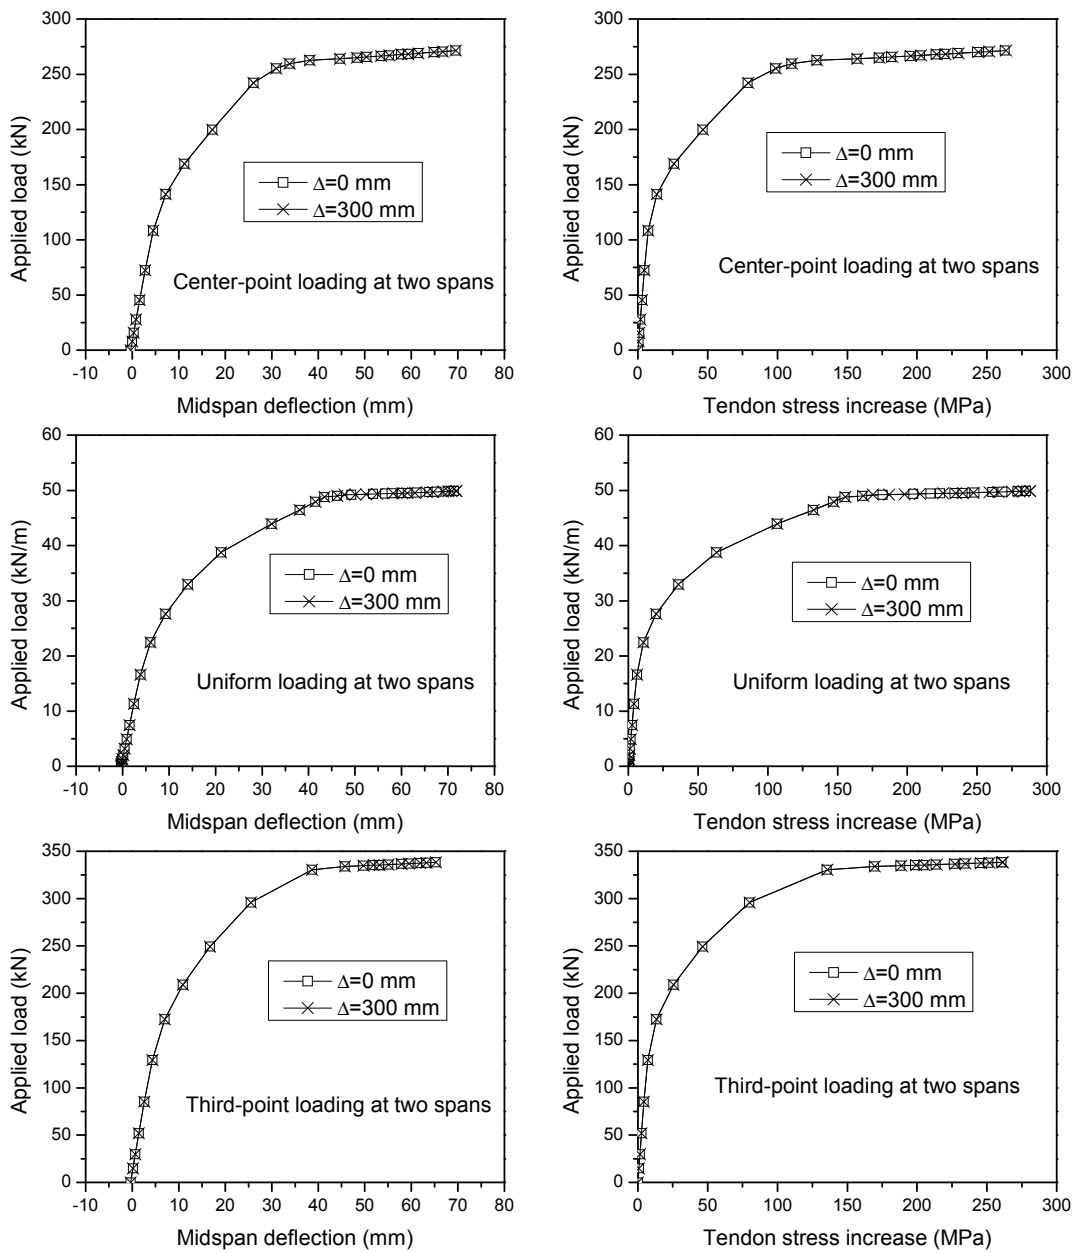 300
250
200
150
100
50
0
Applied load (kN)
Δ=0 mm
Δ=300 mm
Center-point loading at two spans
-10 0 10 20 30 40 50 60 70 80
Midspan deflection (mm)
300
250
200
150
100
50
0
Applied load (kN)
Δ=0 mm
Δ=300 mm
Center-point loading at two spans
0 50 100 150 200 250 300
Tendon stress increase (MPa)
60
50
40
30
20
10
0
Applied load (kN/m)
Δ=0 mm
Δ=300 mm
Uniform loading at two spans
-10 0 10 20 30 40 50 60 70 80
Midspan deflection (mm)
60
50
40
30
20
10
0
Applied load (kN/m)
Δ=0 mm
Δ=300 mm
Uniform loading at two spans
0 50 100 150 200 250 300
Tendon stress increase (MPa)
350
300
250
200
150
100
50
0
Applied load (kN)
Δ=0 mm
Δ=300 mm
Third-point loading at two spans
-10 0 10 20 30 40 50 60 70 80
Midspan deflection (mm)
350
300
250
200
150
100
50
0
Applied load (kN)
Δ=0 mm
Δ=300 mm
Third-point loading at two spans
0 50 100 150 200 250 300
Tendon stress increase (MPa)